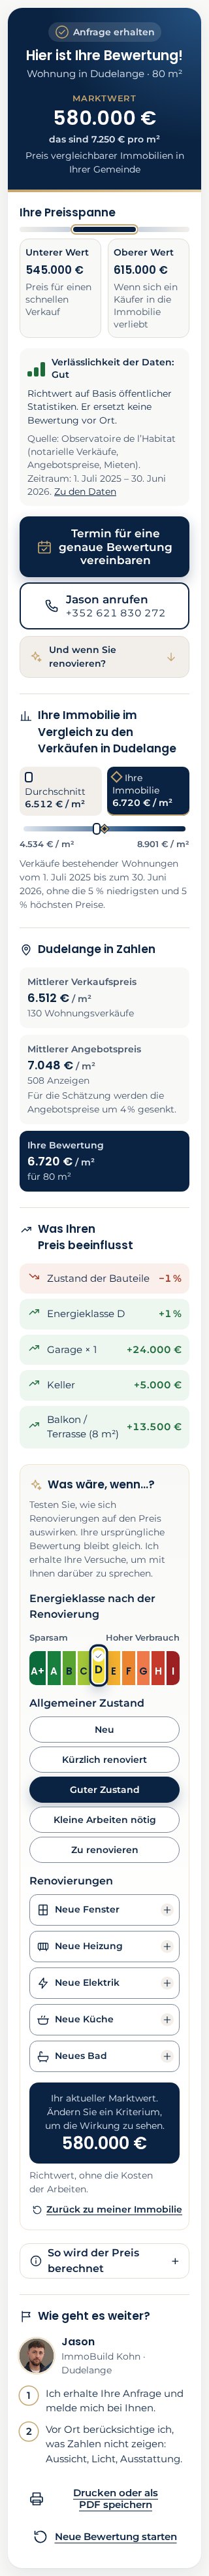 Anfrage erhalten
Hier ist Ihre Bewertung!
Wohnung in Dudelange · 80 m²
MARKTWERT
580.000 €
das sind 7.250 € pro m²
Preis vergleichbarer Immobilien in
Ihrer Gemeinde
Ihre Preisspanne
Unterer Wert
545.000 €
Preis für einen
schnellen
Verkauf
Oberer Wert
615.000 €
Wenn sich ein
Käufer in die
Immobilie
verliebt
Verlässlichkeit der Daten:
Gut
Richtwert auf Basis öffentlicher
Statistiken. Er ersetzt keine
Bewertung vor Ort.
Quelle: Observatoire de l'Habitat
(notarielle Verkäufe,
Angebotspreise, Mieten).
Zeitraum: 1. Juli 2025 – 30. Juni
2026. Zu den Daten
Termin für eine
genaue Bewertung
vereinbaren
Jason anrufen
+352 621 830 272
Und wenn Sie
renovieren?
Ihre Immobilie im
Vergleich zu den
Verkäufen in Dudelange
Durchschnitt
6.512 € / m²
Ihre
Immobilie
6.720 € / m²
4.534 € / m²
8.901 € / m²
Verkäufe bestehender Wohnungen
vom 1. Juli 2025 bis zum 30. Juni
2026, ohne die 5 % niedrigsten und 5
% höchsten Preise.
Dudelange in Zahlen
Mittlerer Verkaufspreis
6.512 € / m²
130 Wohnungsverkäufe
Mittlerer Angebotspreis
7.048 € / m²
508 Anzeigen
Für die Schätzung werden die
Angebotspreise um 4 % gesenkt.
Ihre Bewertung
6.720 € / m²
für 80 m²
Was Ihren
Preis beeinflusst
Zustand der Bauteile −1 %
Energieklasse D +1 %
Garage × 1 +24.000 €
Keller +5.000 €
Balkon /
Terrasse (8 m²) +13.500 €
Was wäre, wenn…?
Testen Sie, wie sich
Renovierungen auf den Preis
auswirken. Ihre ursprüngliche
Bewertung bleibt gleich. Ich
erhalte Ihre Versuche, um mit
Ihnen darüber zu sprechen.
Energieklasse nach der
Renovierung
Sparsam Hoher Verbrauch
A+ A B C D E F G H I
Allgemeiner Zustand
Neu
Kürzlich renoviert
Guter Zustand
Kleine Arbeiten nötig
Zu renovieren
Renovierungen
Neue Fenster
Neue Heizung
Neue Elektrik
Neue Küche
Neues Bad
Ihr aktueller Marktwert.
Ändern Sie ein Kriterium,
um die Wirkung zu sehen.
580.000 €
Richtwert, ohne die Kosten
der Arbeiten.
Zurück zu meiner Immobilie
So wird der Preis
berechnet
Wie geht es weiter?
Jason
ImmoBuild Kohn ·
Dudelange
1 Ich erhalte Ihre Anfrage und
melde mich bei Ihnen.
2 Vor Ort berücksichtige ich,
was Zahlen nicht zeigen:
Aussicht, Licht, Ausstattung.
Drucken oder als
PDF speichern
Neue Bewertung starten